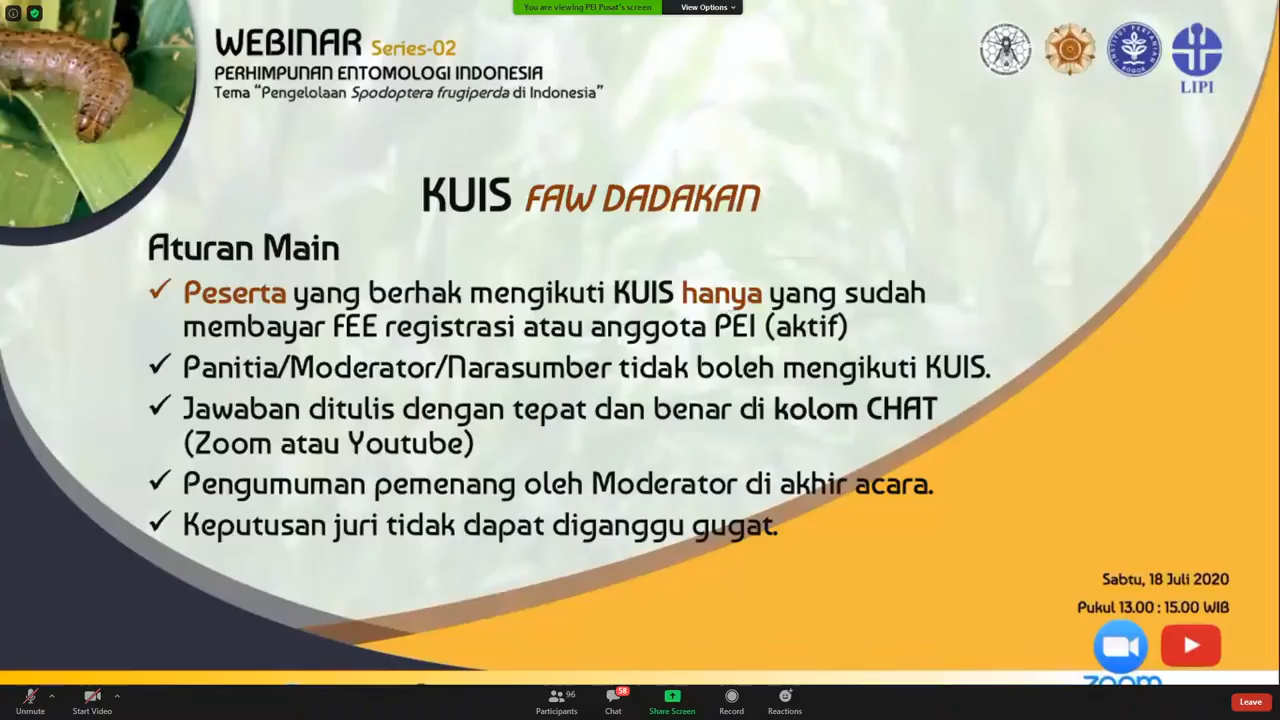 You are viewing PEI Pusat's screen
View Options
WEBINAR Series-02
PERHIMPUNAN ENTOMOLOGI INDONESIA
Tema "Pengelolaan Spodoptera frugiperda di Indonesia"
LIPI
KUIS FAW DADAKAN
Aturan Main
✓ Peserta yang berhak mengikuti KUIS hanya yang sudah
membayar FEE registrasi atau anggota PEI (aktif)
✓ Panitia/Moderator/Narasumber tidak boleh mengikuti KUIS.
✓ Jawaban ditulis dengan tepat dan benar di kolom CHAT
(Zoom atau Youtube)
✓ Pengumuman pemenang oleh Moderator di akhir acara.
✓ Keputusan juri tidak dapat diganggu gugat.
Sabtu, 18 Juli 2020
Pukul 13.00 : 15.00 WIB
zoom
Unmute
Start Video
96
Participants
58
Chat
Share Screen
Record
Reactions
Leave